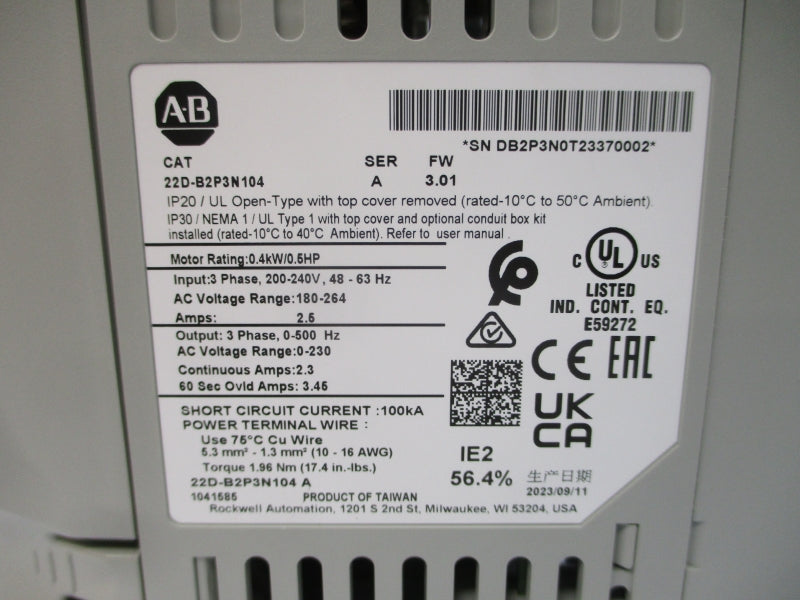 A-B
*SN DB2P3N0T23370002*
CAT SER FW
22D-B2P3N104 A 3.01
IP20 / UL Open-Type with top cover removed (rated-10°C to 50°C Ambient).
IP30 / NEMA 1 / UL Type 1 with top cover and optional conduit box kit
installed (rated-10°C to 40°C Ambient). Refer to user manual .
Motor Rating:0.4kW/0.5HP
Input:3 Phase, 200-240V, 48 - 63 Hz
AC Voltage Range:180-264
Amps: 2.5
Output: 3 Phase, 0-500 Hz
AC Voltage Range:0-230
Continuous Amps:2.3
60 Sec Ovld Amps: 3.45
C UL US
LISTED
IND. CONT. EQ.
E59272
CE EAC
UK
CA
SHORT CIRCUIT CURRENT :100kA
POWER TERMINAL WIRE :
Use 75°C Cu Wire
5.3 mm² - 1.3 mm² (10 - 16 AWG)
Torque 1.96 Nm (17.4 in.-lbs.)
22D-B2P3N104 A
1041585 PRODUCT OF TAIWAN
IE2
56.4%
生产日期
2023/09/11
Rockwell Automation, 1201 S 2nd St, Milwaukee, WI 53204, USA